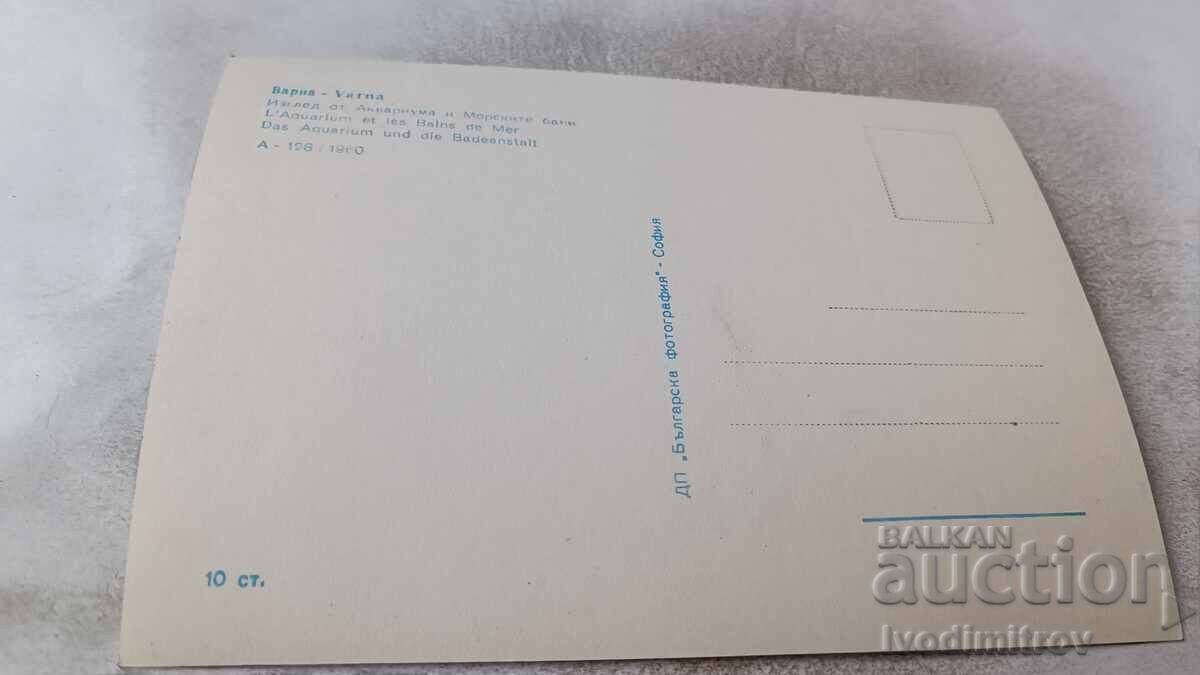 Варна - Varna
Изглед от Аквариума и Морските бани
L'Aquarium et les Bains de Mer
Das Aquarium und die Badeanstalt
А - 128 / 1960
ДП „Българска фотография" - София
10 ст.
BALKAN
auction
Ivodimitrov